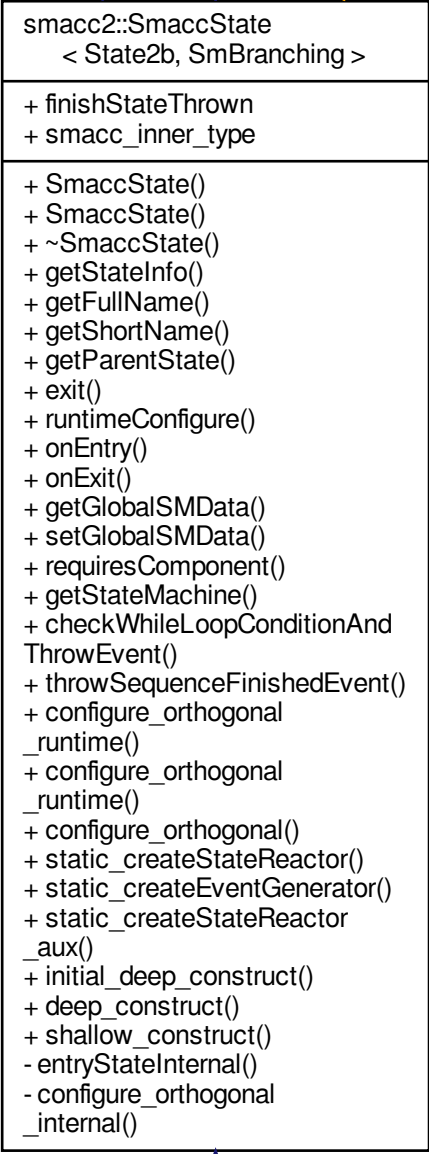 smacc2::SmaccState
< State2b, SmBranching >
+ finishStateThrown
+ smacc_inner_type
+ SmaccState()
+ SmaccState()
+ ~SmaccState()
+ getStateInfo()
+ getFullName()
+ getShortName()
+ getParentState()
+ exit()
+ runtimeConfigure()
+ onEntry()
+ onExit()
+ getGlobalSMData()
+ setGlobalSMData()
+ requiresComponent()
+ getStateMachine()
+ checkWhileLoopConditionAnd
ThrowEvent()
+ throwSequenceFinishedEvent()
+ configure_orthogonal
_runtime()
+ configure_orthogonal
_runtime()
+ configure_orthogonal()
+ static_createStateReactor()
+ static_createEventGenerator()
+ static_createStateReactor
_aux()
+ initial_deep_construct()
+ deep_construct()
+ shallow_construct()
- entryStateInternal()
- configure_orthogonal
_internal()